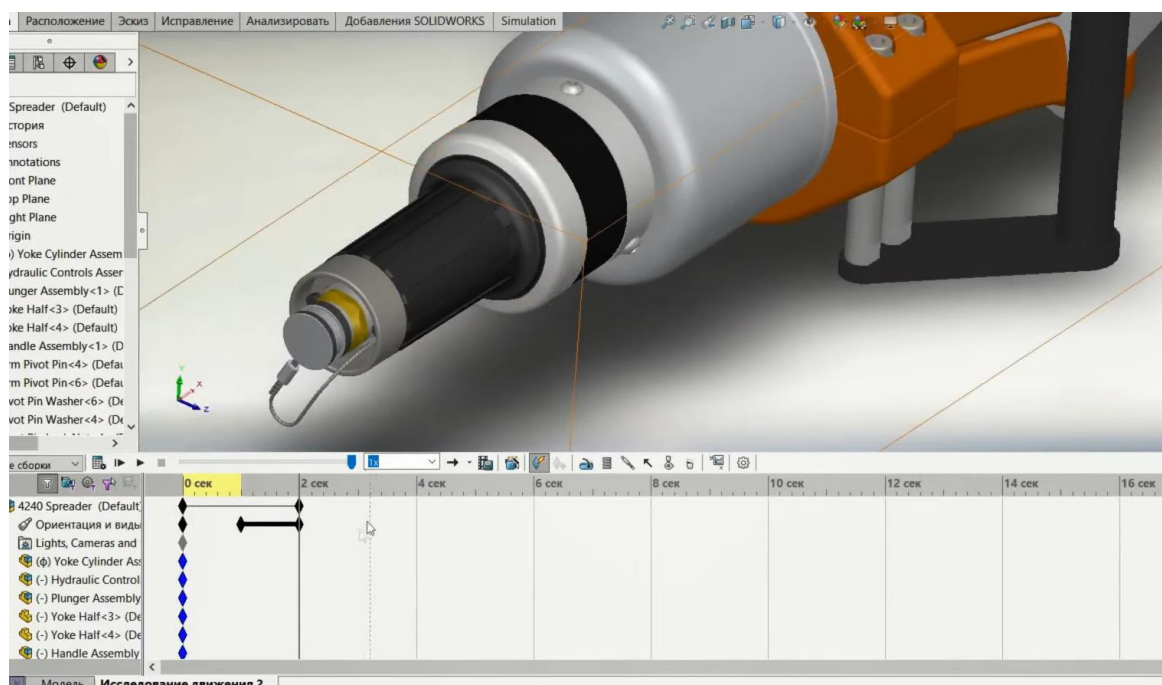 Расположение Эскиз Исправление Анализировать Добавления SOLIDWORKS Simulation
Spreader (Default)
стория
ensors
nnotations
ont Plane
op Plane
ght Plane
rigin
) Yoke Cylinder Assem
ydraulic Controls Asser
unger Assembly<1> (D
oke Half<3> (Default)
oke Half<4> (Default)
andle Assembly<1> (D
rm Pivot Pin<4> (Defau
rm Pivot Pin<6> (Defau
vot Pin Washer<6> (De
vot Pin Washer<4> (De
Y
X
Z
е сборки 1x
0 сек 2 сек 4 сек 6 сек 8 сек 10 сек 12 сек 14 сек 16 сек
4240 Spreader (Default
Ориентация и виды
Lights, Cameras and
(ф) Yoke Cylinder Ass
(-) Hydraulic Control
(-) Plunger Assembly
(-) Yoke Half<3> (De
(-) Yoke Half<4> (De
(-) Handle Assembly
Модель Исследование движения 2